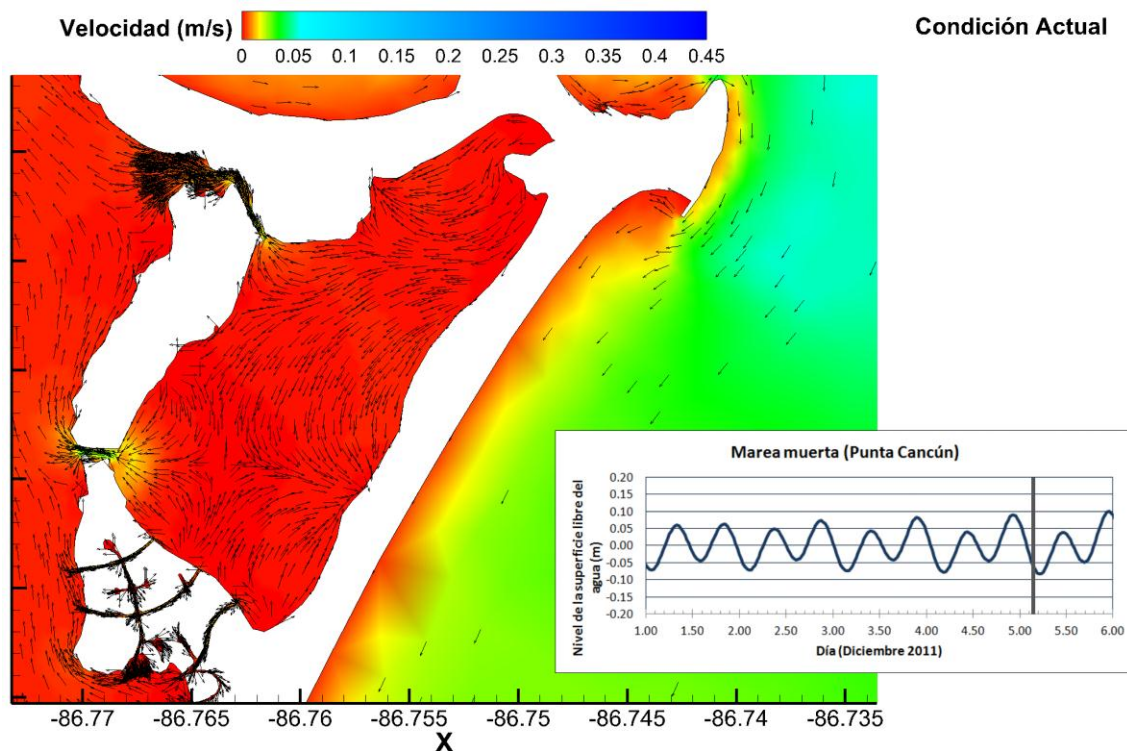 Velocidad (m/s)
0 0.05 0.1 0.15 0.2 0.25 0.3 0.35 0.4 0.45
Condición Actual
Marea muerta (Punta Cancún)
Nivel de la superficie libre del
agua (m)
0.20
0.15
0.10
0.05
0.00
-0.05
-0.10
-0.15
-0.20
1.00 1.50 2.00 2.50 3.00 3.50 4.00 4.50 5.00 5.50 6.00
Día (Diciembre 2011)
-86.77 -86.765 -86.76 -86.755 -86.75 -86.745 -86.74 -86.735
X